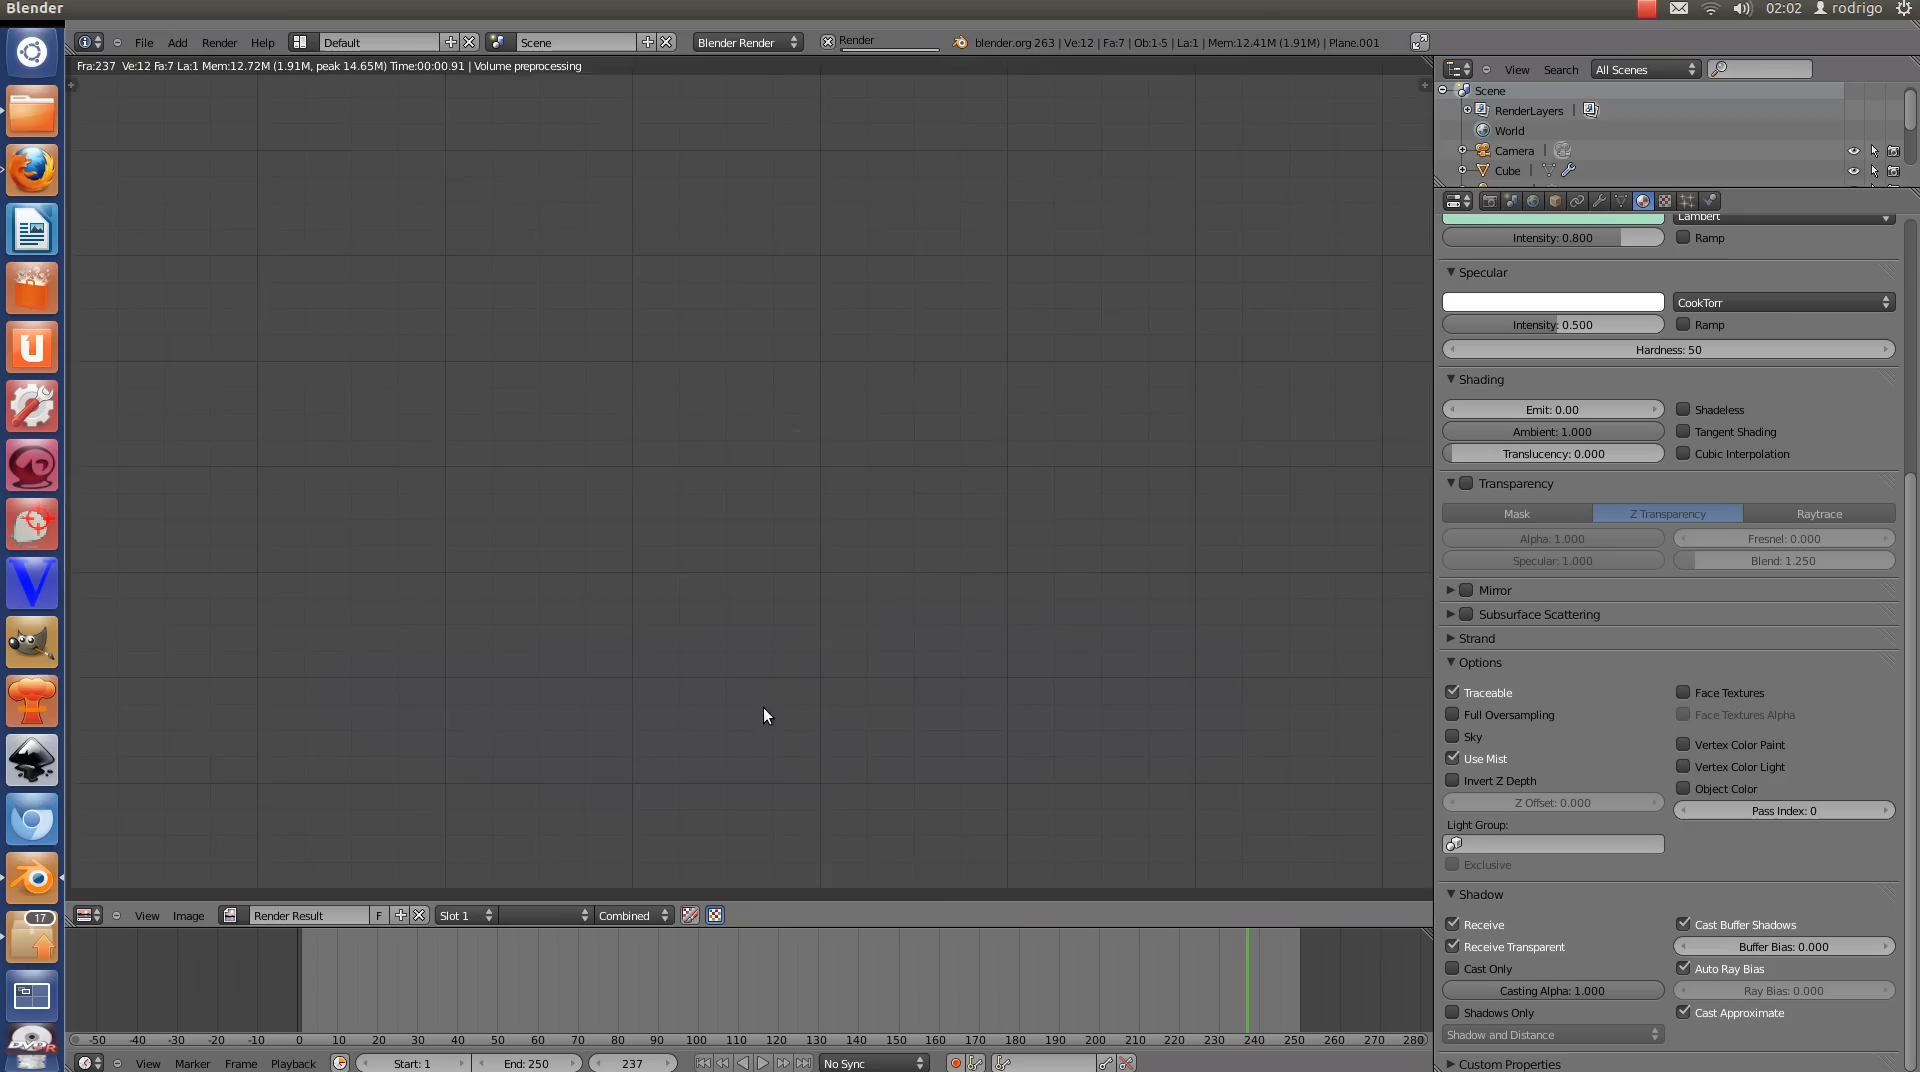 Blender
02:02 rodrigo
File Add Render Help Default Scene Blender Render Render blender.org 263 | Ve:12 | Fa:7 | Ob:1-5 | La:1 | Mem:12.41M (1.91M) | Plane.001
Fra:237 Ve:12 Fa:7 La:1 Mem:12.72M (1.91M, peak 14.65M) Time:00:00.91 | Volume preprocessing
View Search All Scenes
Scene
RenderLayers
World
Camera
Cube
Lambert
Intensity: 0.800 Ramp
Specular
CookTorr
Intensity: 0.500 Ramp
Hardness: 50
Shading
Emit: 0.00 Shadeless
Ambient: 1.000 Tangent Shading
Translucency: 0.000 Cubic Interpolation
Transparency
Mask Z Transparency Raytrace
Alpha: 1.000 Fresnel: 0.000
Specular: 1.000 Blend: 1.250
Mirror
Subsurface Scattering
Strand
Options
Traceable Face Textures
Full Oversampling Face Textures Alpha
Sky
Vertex Color Paint
Use Mist
Vertex Color Light
Invert Z Depth
Object Color
Z Offset: 0.000
Pass Index: 0
Light Group:
Exclusive
Shadow
Receive Cast Buffer Shadows
Receive Transparent Buffer Bias: 0.000
Cast Only Auto Ray Bias
Casting Alpha: 1.000 Ray Bias: 0.000
Shadows Only Cast Approximate
Shadow and Distance
Custom Properties
17
View Image Render Result F Slot 1 Combined
-50 -40 -30 -20 -10 0 10 20 30 40 50 60 70 80 90 100 110 120 130 140 150 160 170 180 190 200 210 220 230 240 250 260 270 280
View Marker Frame Playback Start: 1 End: 250 237 No Sync